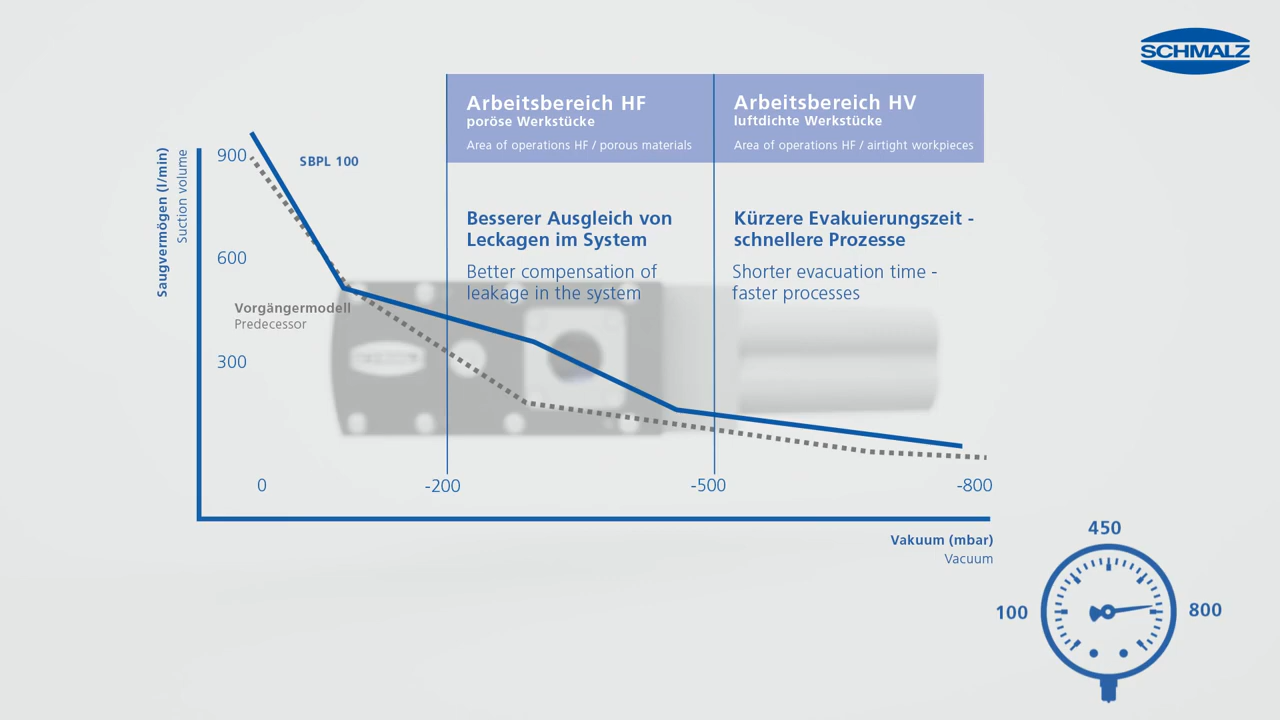 SCHMALZ
Arbeitsbereich HF
poröse Werkstücke
Area of operations HF / porous materials
Arbeitsbereich HV
luftdichte Werkstücke
Area of operations HF / airtight workpieces
Saugvermögen (l/min)
Suction volume
900
600
300
SBPL 100
Vorgängermodell
Predecessor
Besserer Ausgleich von
Leckagen im System
Better compensation of
leakage in the system
Kürzere Evakuierungszeit -
schnellere Prozesse
Shorter evacuation time -
faster processes
0
-200
-500
-800
Vakuum (mbar)
Vacuum
450
100
800